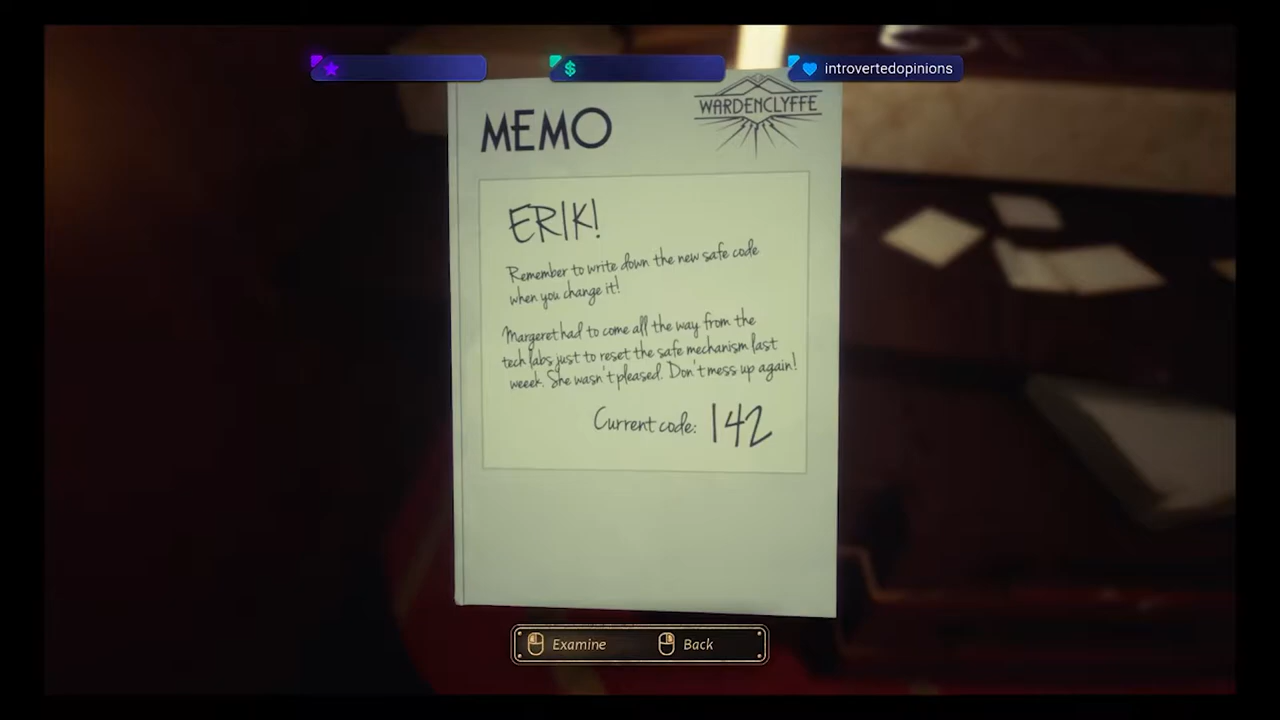 introvertedopinions
WARDENCLYFFE
MEMO
ERIK!
Remember to write down the new safe code
when you change it!
Margeret had to come all the way from the
tech labs just to reset the safe mechanism last
weeek. She wasn't pleased. Don't mess up again!
Current code: 142
Examine
Back